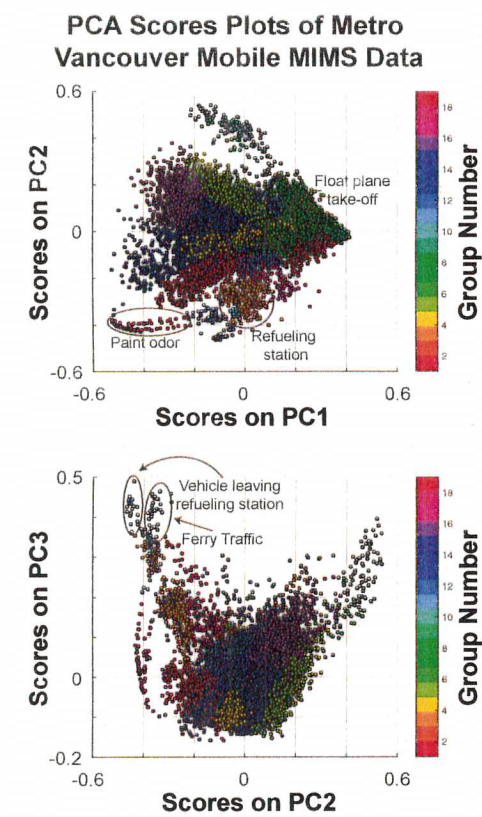 PCA Scores Plots of Metro
Vancouver Mobile MIMS Data
0.6
0
-0.6
Scores on PC2
-0.6
0
0.6
Scores on PC1
Float plane
take-off
Paint odor
Refueling
station
18
16
14
12
10
8
6
4
2
Group Number
0.5
0
-0.2
Scores on PC3
-0.6
0
0.6
Scores on PC2
Vehicle leaving
refueling station
Ferry Traffic
18
16
14
12
10
8
6
4
2
Group Number